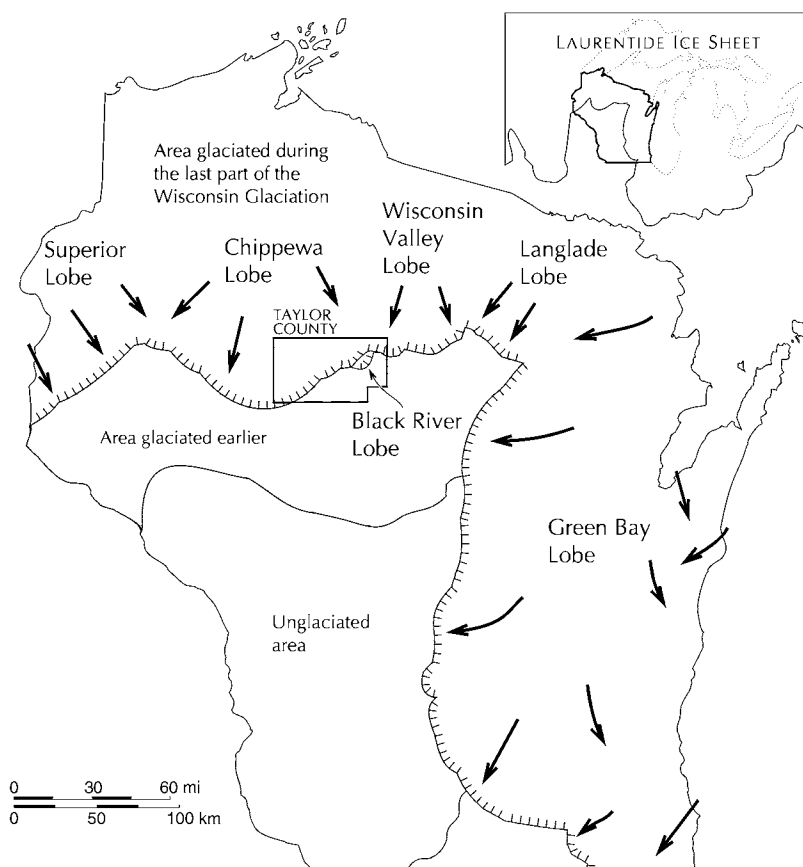 LAURENTIDE ICE SHEET
Area glaciated during
the last part of the
Wisconsin Glaciation
Superior
Lobe
Chippewa
Lobe
Wisconsin
Valley
Lobe
Langlade
Lobe
TAYLOR
COUNTY
Black River
Lobe
Area glaciated earlier
Green Bay
Lobe
Unglaciated
area
0 30 60 mi
0 50 100 km